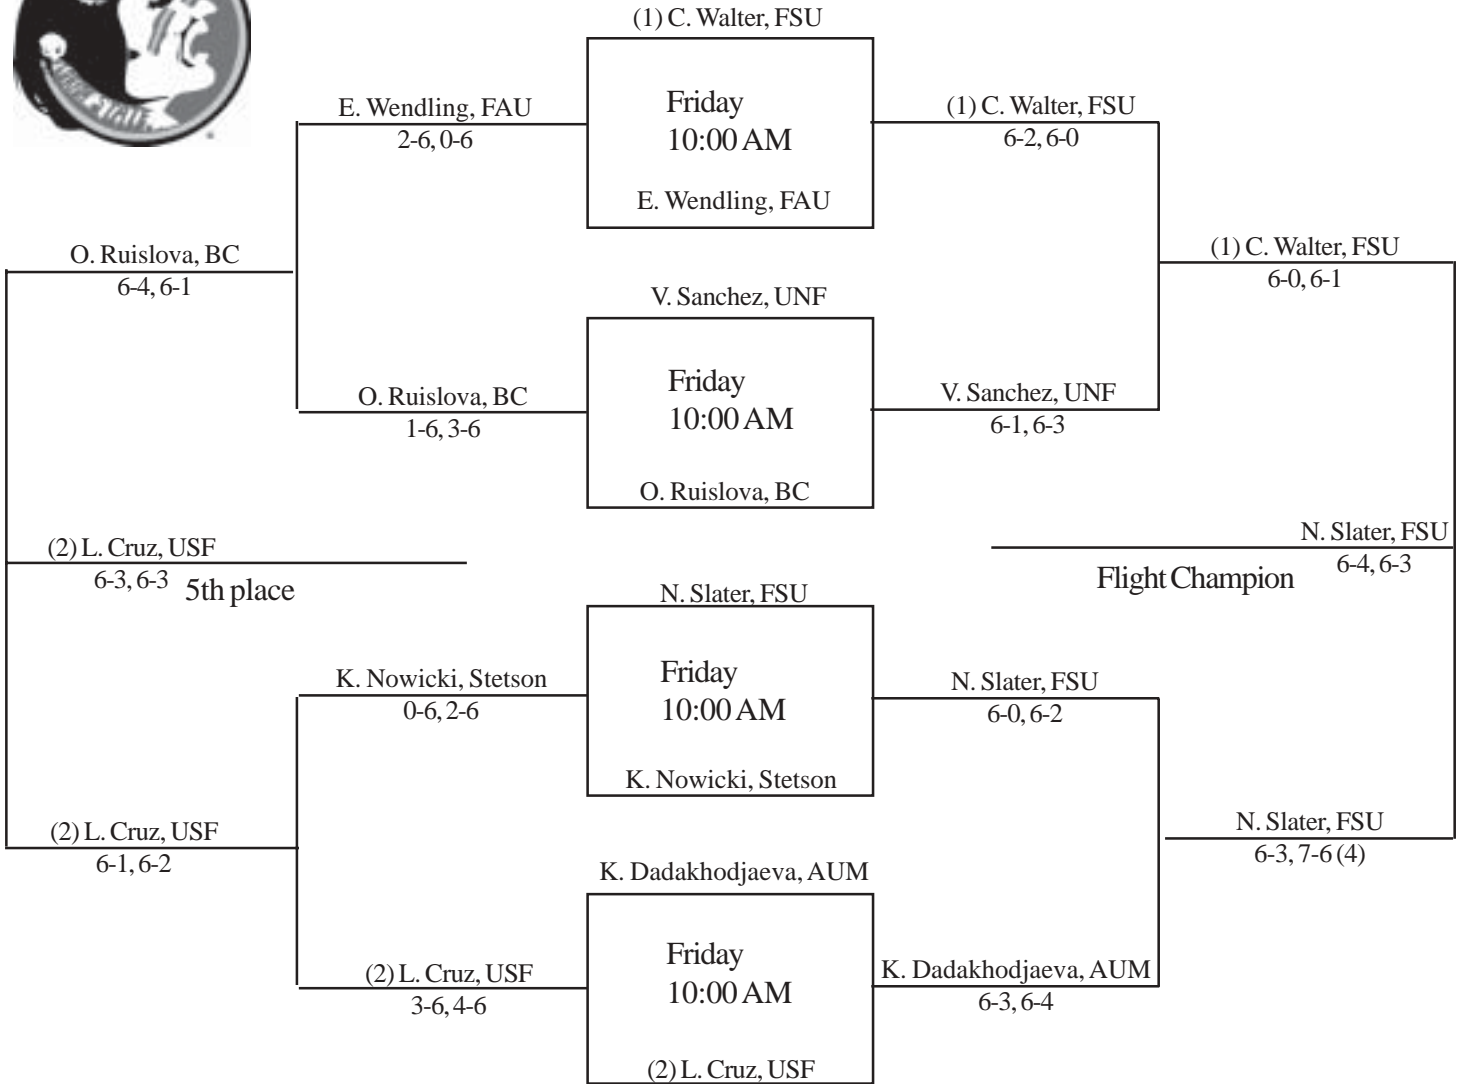 (1) C. Walter, FSU
E. Wendling, FAU
2-6, 0-6
Friday
10:00 AM
(1) C. Walter, FSU
6-2, 6-0
E. Wendling, FAU
O. Ruislova, BC
6-4, 6-1
(1) C. Walter, FSU
6-0, 6-1
V. Sanchez, UNF
O. Ruislova, BC
1-6, 3-6
Friday
10:00 AM
V. Sanchez, UNF
6-1, 6-3
O. Ruislova, BC
(2) L. Cruz, USF
6-3, 6-3 5th place
N. Slater, FSU
6-4, 6-3
Flight Champion
N. Slater, FSU
K. Nowicki, Stetson
0-6, 2-6
Friday
10:00 AM
N. Slater, FSU
6-0, 6-2
K. Nowicki, Stetson
(2) L. Cruz, USF
6-1, 6-2
N. Slater, FSU
6-3, 7-6 (4)
K. Dadakhodjaeva, AUM
(2) L. Cruz, USF
3-6, 4-6
Friday
10:00 AM
K. Dadakhodjaeva, AUM
6-3, 6-4
(2) L. Cruz, USF